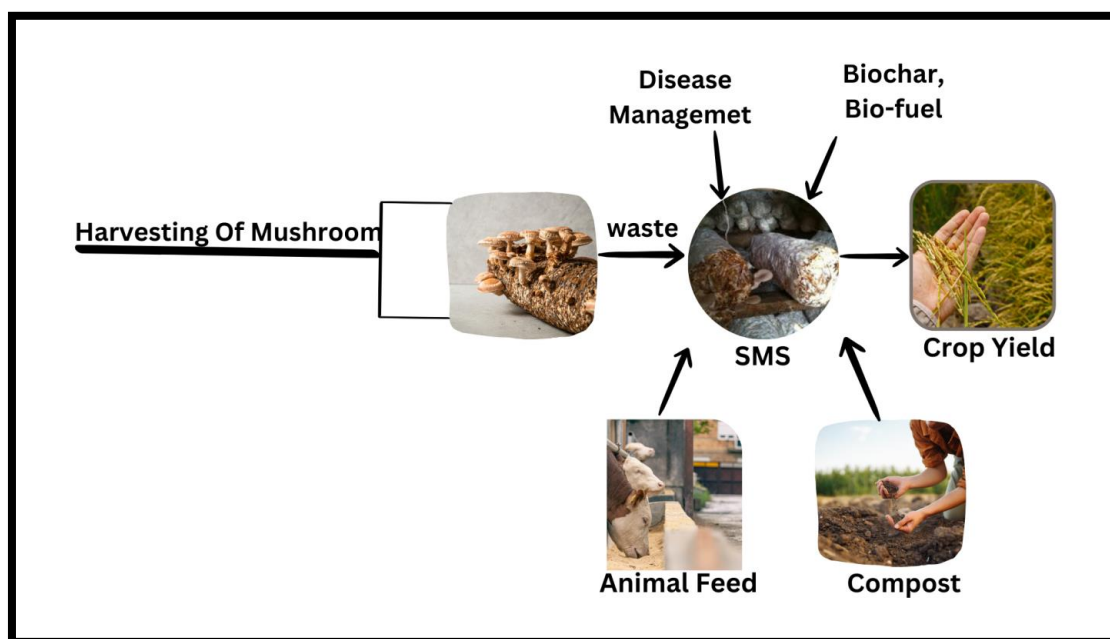 Disease
Managemet
Biochar,
Bio-fuel
Harvesting Of Mushroom
waste
SMS
Crop Yield
Animal Feed
Compost